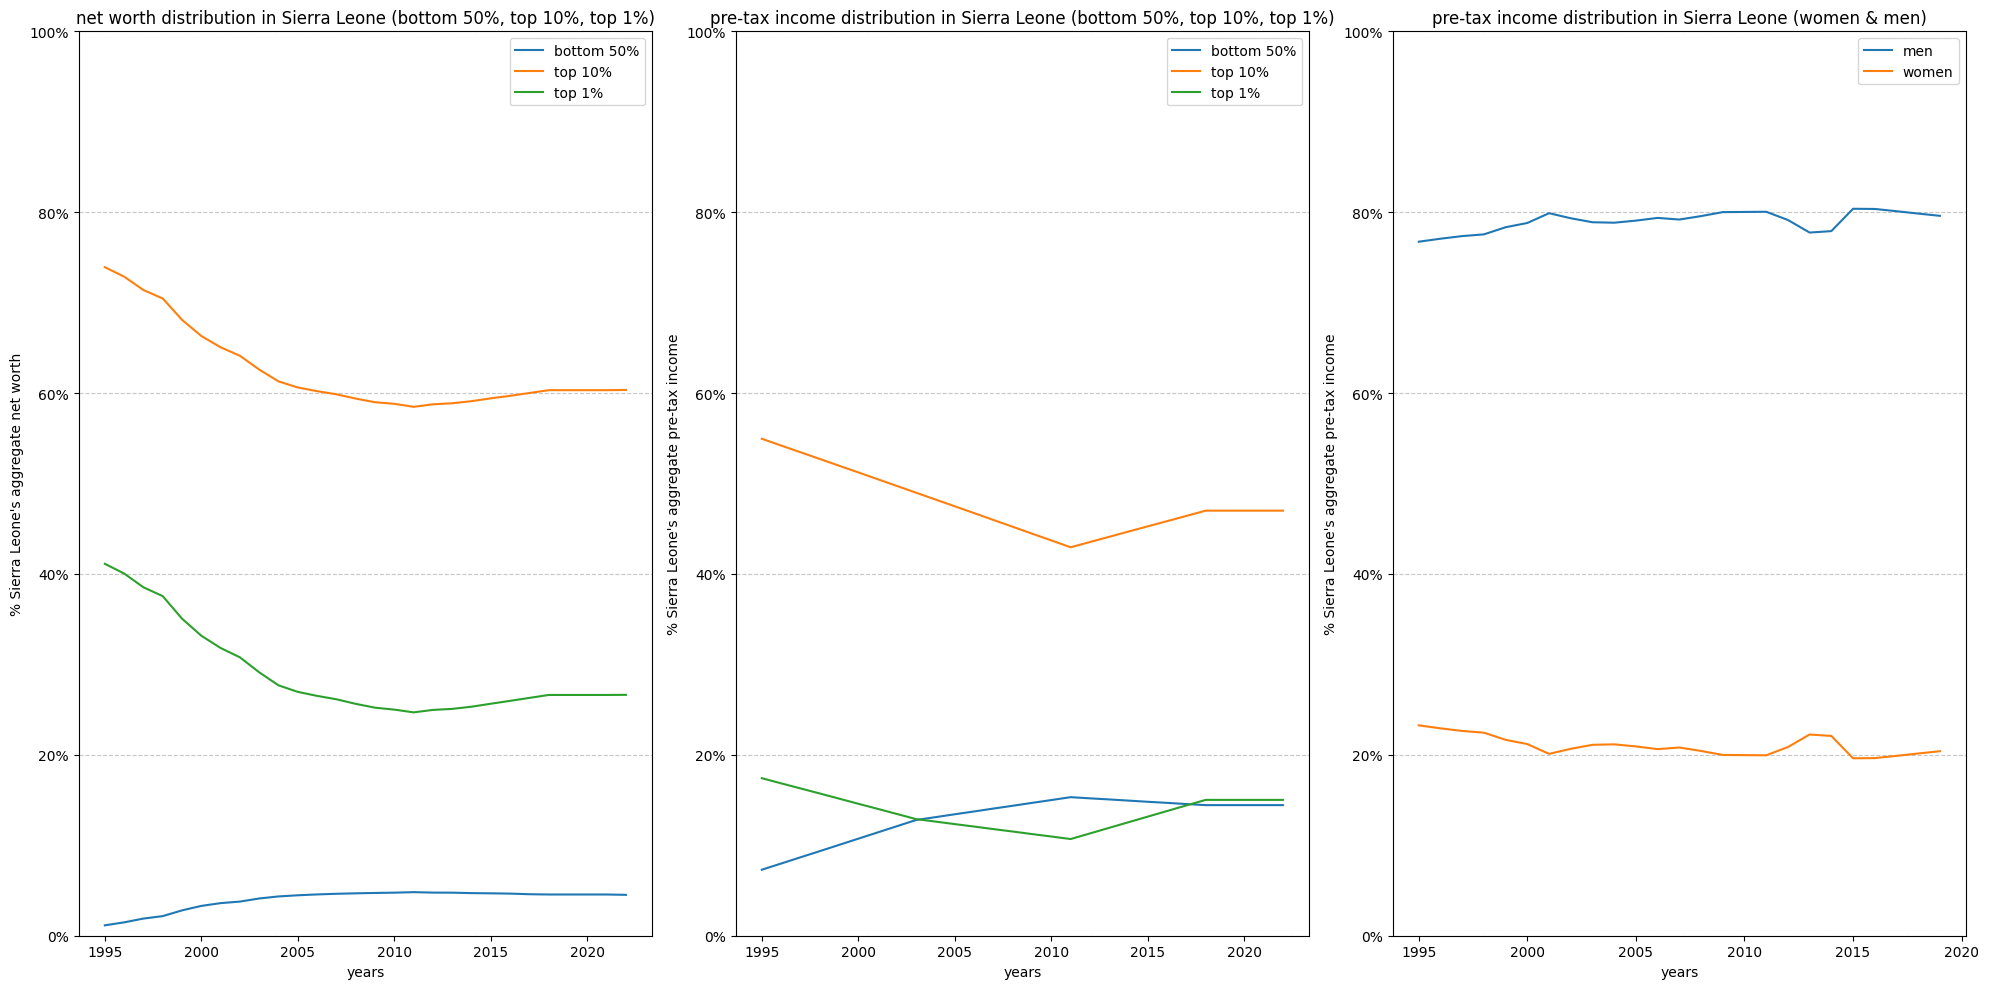 net worth distribution in Sierra Leone (bottom 50%, top 10%, top 1%)
100%
80%
60%
40%
20%
0%
% Sierra Leone's aggregate net worth
bottom 50%
top 10%
top 1%
1995
2000
2005
2010
2015
2020
years
pre-tax income distribution in Sierra Leone (bottom 50%, top 10%, top 1%)
100%
80%
60%
40%
20%
0%
% Sierra Leone's aggregate pre-tax income
bottom 50%
top 10%
top 1%
1995
2000
2005
2010
2015
2020
years
pre-tax income distribution in Sierra Leone (women & men)
100%
80%
60%
40%
20%
0%
% Sierra Leone's aggregate pre-tax income
men
women
1995
2000
2005
2010
2015
2020
years